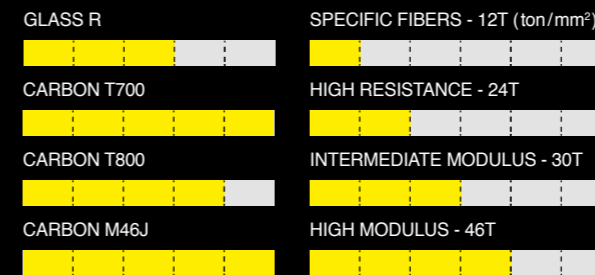 GLASS R
SPECIFIC FIBERS - 12T (ton/mm²)
CARBON T700
HIGH RESISTANCE - 24T
CARBON T800
INTERMEDIATE MODULUS - 30T
CARBON M46J
HIGH MODULUS - 46T